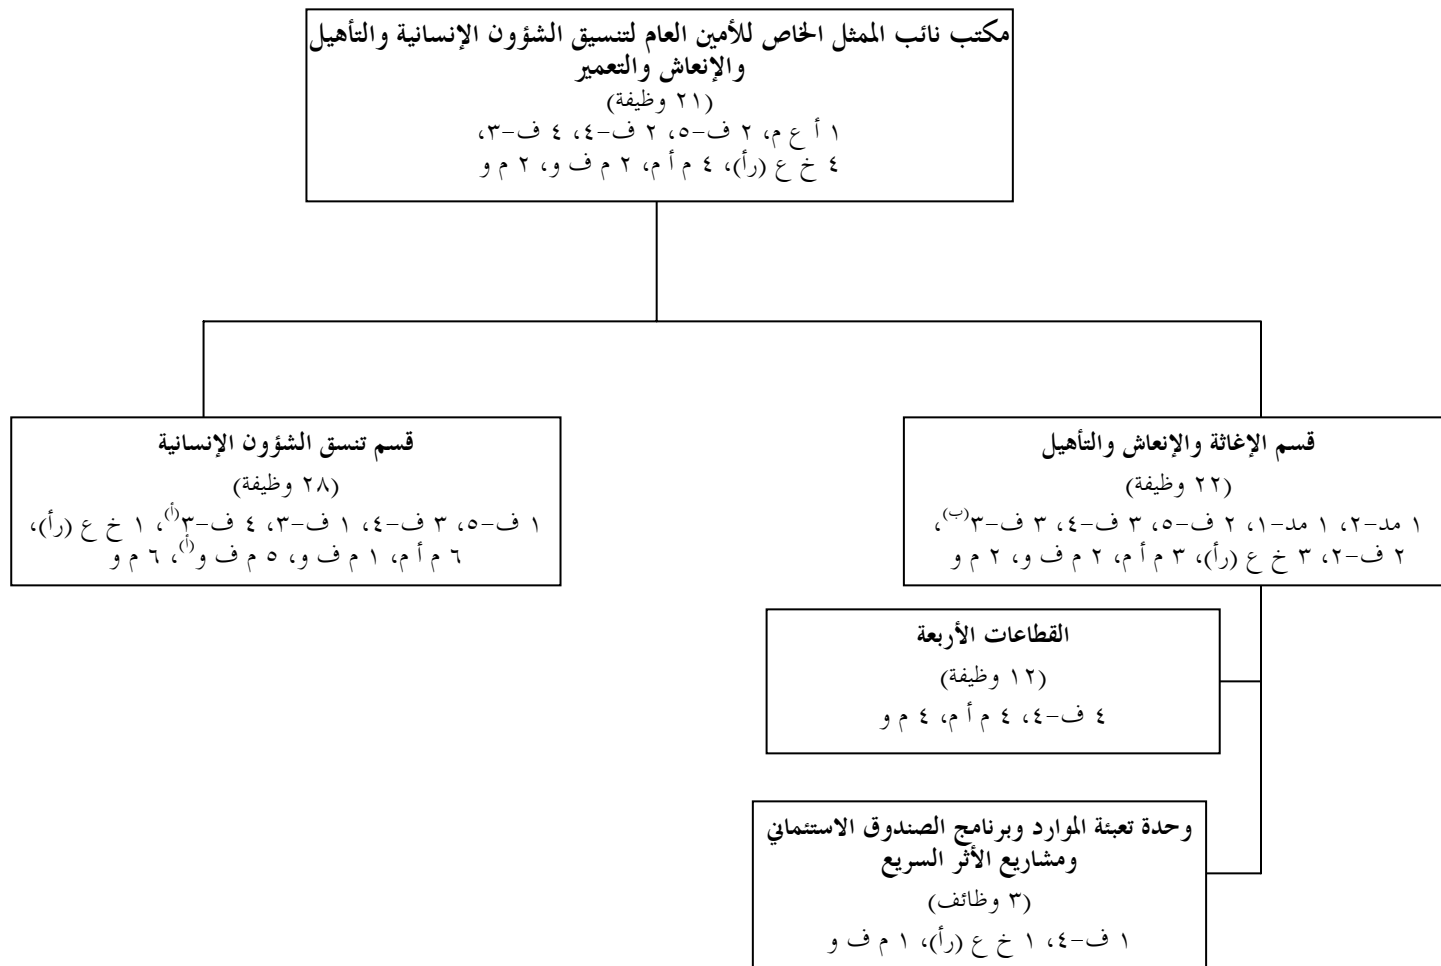 مكتب نائب الممثل الخاص للأمين العام لتنسيق الشؤون الإنسانية والتأهيل
والإنعاش والتعمير
(٢١ وظيفة)
١ أ ع م، ٢ ف-٥، ٢ ف-٤، ٤ ف-٣،
٤ خ ع (رأ)، ٤ م أ م، ٢ م ف و، ٢ م و
قسم الإغاثة والإنعاش والتأهيل
(٢٢ وظيفة)
١ مد-٢، ١ مد-١، ٢ ف-٥، ٣ ف-٤، ٣ ف-٣(ب)،
٢ ف-٢، ٣ خ ع (رأ)، ٣ م أ م، ٢ م ف و، ٢ م و
قسم تنسق الشؤون الإنسانية
(٢٨ وظيفة)
١ ف-٥، ٣ ف-٤، ١ ف-٣، ٤ ف-٣(أ)، ١ خ ع (رأ)،
٦ م أ م، ١ م ف و، ٥ م ف و(أ)، ٦ م و
القطاعات الأربعة
(١٢ وظيفة)
٤ ف-٤، ٤ م أ م، ٤ م و
وحدة تعبئة الموارد وبرنامج الصندوق الاستئماني
ومشاريع الأثر السريع
(٣ وظائف)
١ ف-٤، ١ خ ع (رأ)، ١ م ف و